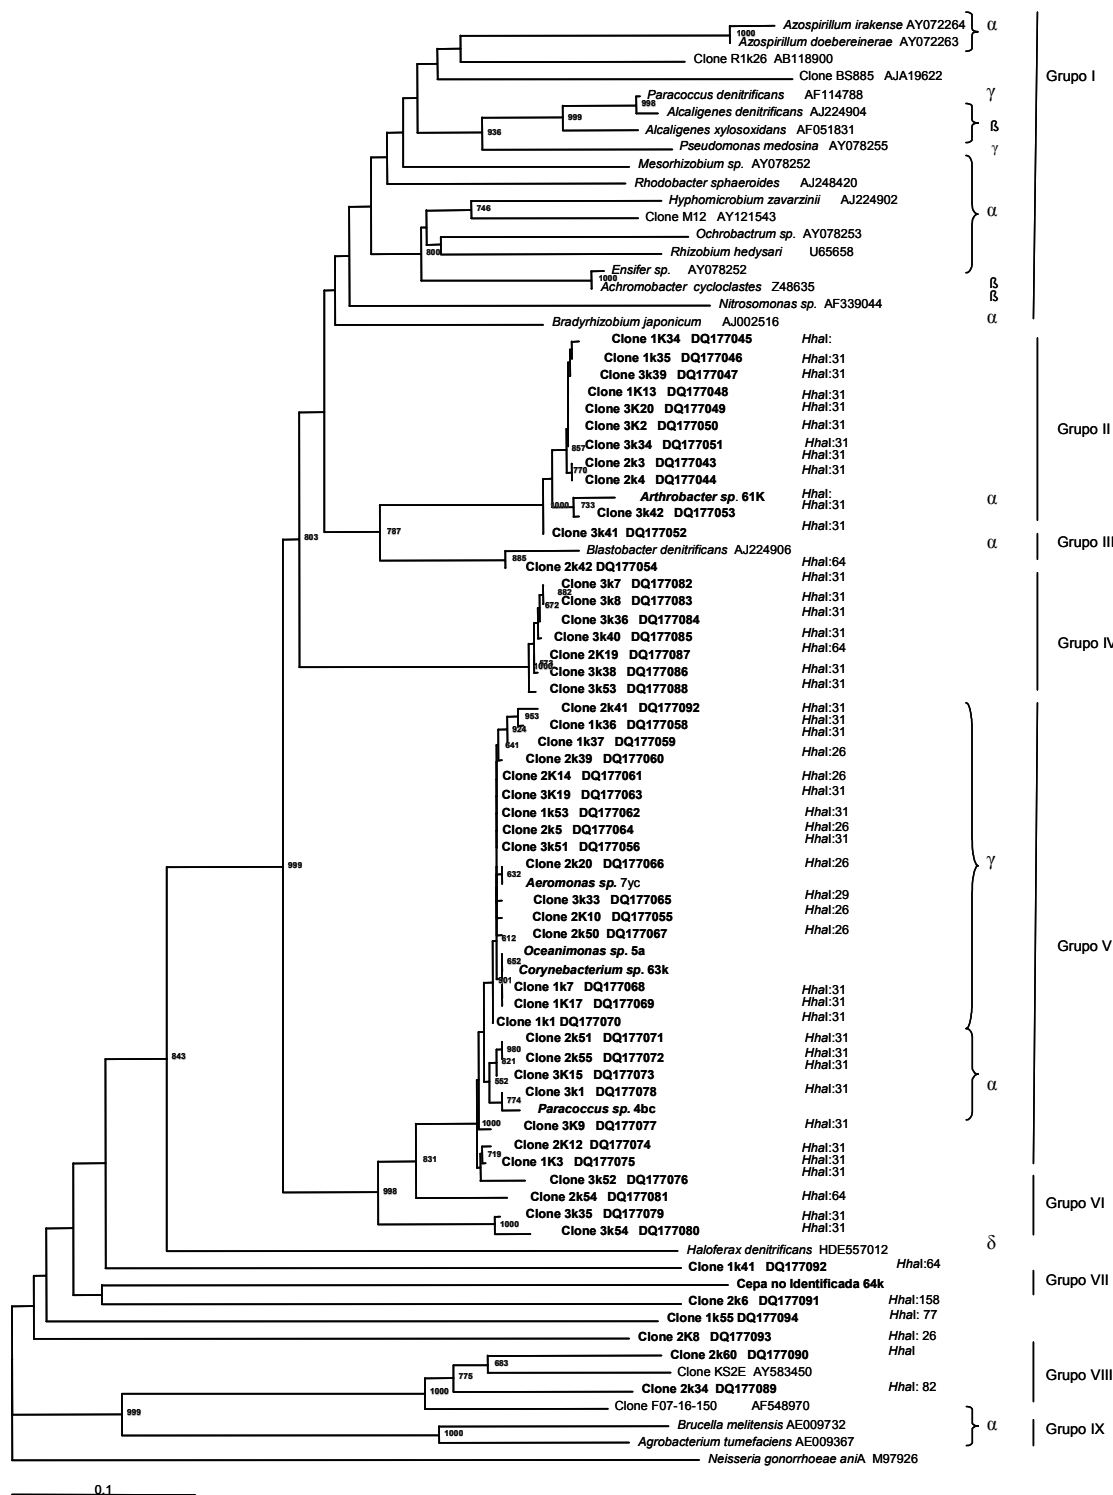 Azospirillum irakense AY072264 α
1000
Azospirillum doebereinerae AY072263
Clone R1k26 AB118900
Clone BS885 AJA19622 Grupo I
Paracoccus denitrificans AF114788 γ
998
Alcaligenes denitrificans AJ224904
999
Alcaligenes xylosoxidans AF051831 ß
936
Pseudomonas medosina AY078255 γ
Mesorhizobium sp. AY078252
Rhodobacter sphaeroides AJ248420
Hyphomicrobium zavarzinii AJ224902
746 α
Clone M12 AY121543
Ochrobactrum sp. AY078253
800
Rhizobium hedysari U65658
Ensifer sp. AY078252
1000
Achromobacter cycloclastes Z48635 ß
ß
Nitrosomonas sp. AF339044
Bradyrhizobium japonicum AJ002516 α
Clone 1K34 DQ177045 HhaI:
Clone 1k35 DQ177046 HhaI:31
Clone 3k39 DQ177047 HhaI:31
Clone 1K13 DQ177048 HhaI:31
Clone 3K20 DQ177049 HhaI:31
Clone 3K2 DQ177050 HhaI:31
Grupo II
857 Clone 3k34 DQ177051 HhaI:31
HhaI:31
Clone 2k3 DQ177043
770 HhaI:31
Clone 2k4 DQ177044
Arthrobacter sp. 61K HhaI: α
1000 733 HhaI:31
Clone 3k42 DQ177053
Clone 3k41 DQ177052 HhaI:31
803 787
Blastobacter denitrificans AJ224906 α Grupo III
885
Clone 2k42 DQ177054 HhaI:64
Clone 3k7 DQ177082 HhaI:31
882
672 Clone 3k8 DQ177083 HhaI:31
Clone 3k36 DQ177084 HhaI:31
Clone 3k40 DQ177085 HhaI:31
Grupo IV
Clone 2K19 DQ177087 HhaI:64
1000 Clone 3k38 DQ177086 HhaI:31
Clone 3k53 DQ177088 HhaI:31
Clone 2k41 DQ177092 HhaI:31
953
Clone 1k36 DQ177058 HhaI:31
924 HhaI:31
641 Clone 1k37 DQ177059
Clone 2k39 DQ177060 HhaI:26
Clone 2K14 DQ177061 HhaI:26
Clone 3K19 DQ177063 HhaI:31
Clone 1k53 DQ177062 HhaI:31
Clone 2k5 DQ177064 HhaI:26
Clone 3k51 DQ177056 HhaI:31
999 Clone 2k20 DQ177066 HhaI:26 γ
632
Aeromonas sp. 7yc
Clone 3k33 DQ177065 HhaI:29
Clone 2K10 DQ177055 HhaI:26
Clone 2k50 DQ177067 HhaI:26
612
Oceanimonas sp. 5a Grupo V
652
Corynebacterium sp. 63k
901
Clone 1k7 DQ177068 HhaI:31
Clone 1K17 DQ177069 HhaI:31
Clone 1k1 DQ177070 HhaI:31
Clone 2k51 DQ177071 HhaI:31
980
843 Clone 2k55 DQ177072 HhaI:31
821 HhaI:31
Clone 3K15 DQ177073
552
Clone 3k1 DQ177078 HhaI:31 α
774
Paracoccus sp. 4bc
1000 Clone 3K9 DQ177077 HhaI:31
Clone 2K12 DQ177074 HhaI:31
719
831 Clone 1K3 DQ177075 HhaI:31
HhaI:31
Clone 3k52 DQ177076
998
Clone 2k54 DQ177081 HhaI:64 Grupo VI
Clone 3k35 DQ177079 HhaI:31
1000
Clone 3k54 DQ177080 HhaI:31
Haloferax denitrificans HDE557012 δ
Clone 1k41 DQ177092 HhaI:64
Cepa no Identificada 64k Grupo VII
Clone 2k6 DQ177091 HhaI:158
Clone 1k55 DQ177094 HhaI: 77
Clone 2K8 DQ177093 HhaI: 26
Clone 2k60 DQ177090 HhaI
683
775 Clone KS2E AY583450 Grupo VIII
1000 Clone 2k34 DQ177089 HhaI: 82
Clone F07-16-150 AF548970
999
Brucella melitensis AE009732 α Grupo IX
1000
Agrobacterium tumefaciens AE009367
Neisseria gonorrhoeae aniA M97926
0.1